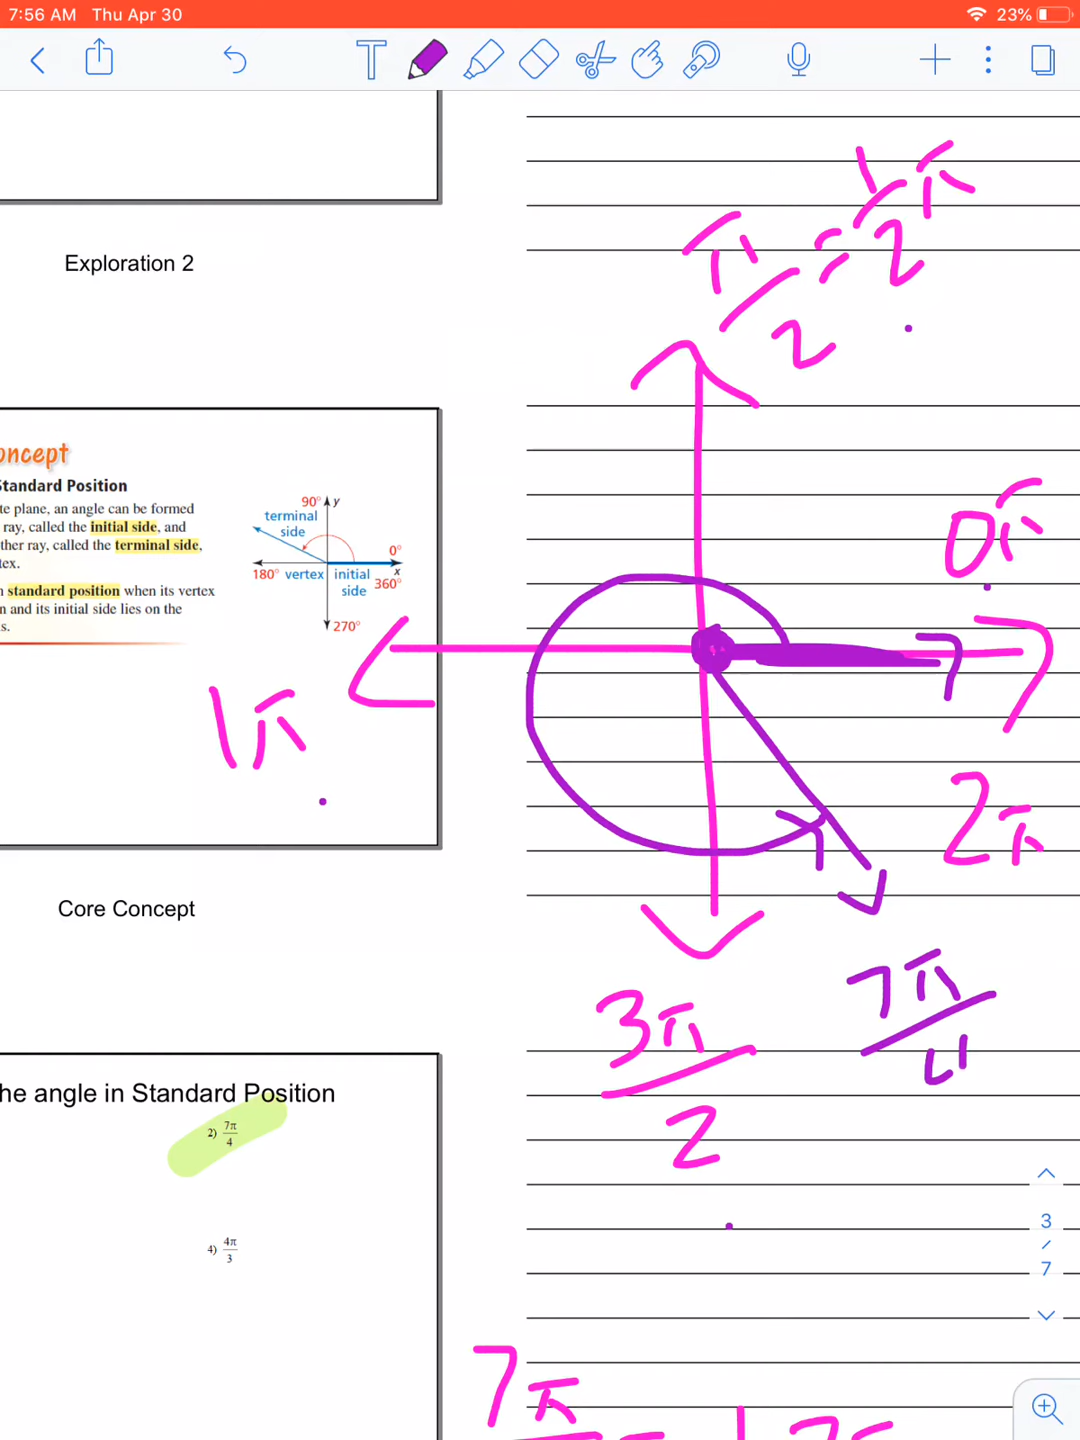 7:56 AM Thu Apr 30
23%
T
π/2 = 1/2 π
Exploration 2
oncept
Standard Position
te plane, an angle can be formed
ray, called the initial side, and
ther ray, called the terminal side,
tex.
standard position when its vertex
n and its initial side lies on the
s.
90° y
terminal
side
0°
180° vertex initial x
side 360°
270°
0π
1π
2π
Core Concept
3π/2
7π/4
he angle in Standard Position
2) 7π/4
4) 4π/3
3
/
7
7π